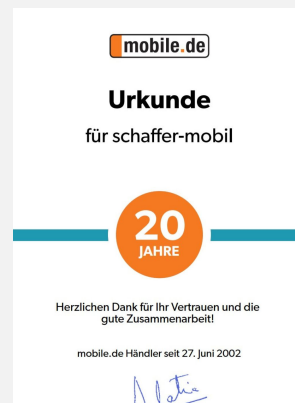 mobile.de
Urkunde
für schaffer-mobil
20
JAHRE
Herzlichen Dank für Ihr Vertrauen und die
gute Zusammenarbeit!
mobile.de Händler seit 27. Juni 2002